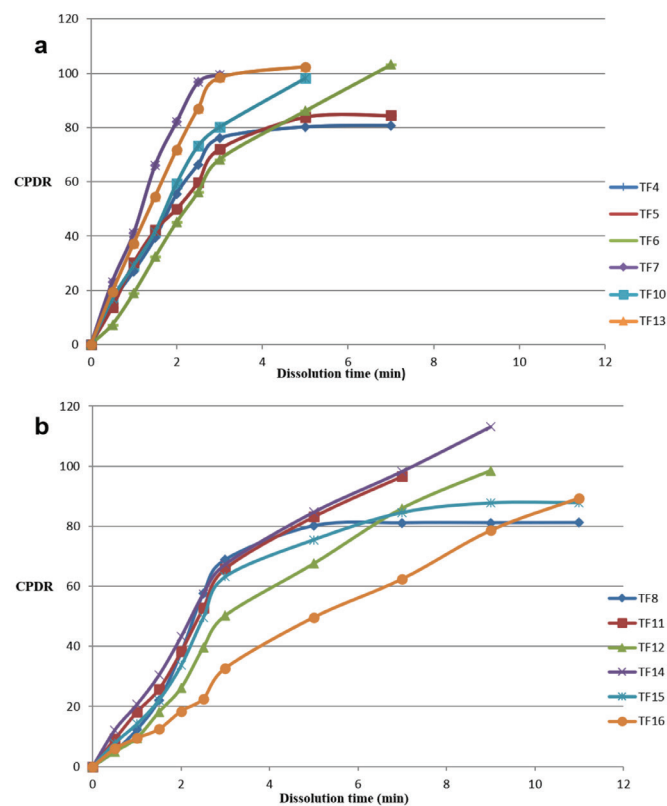 a
120
100
80
60
40
20
0
CPDR
0 2 4 6 8 10 12
Dissolution time (min)
TF4
TF5
TF6
TF7
TF10
TF13
b
120
100
80
60
40
20
0
CPDR
0 2 4 6 8 10 12
Dissolution time (min)
TF8
TF11
TF12
TF14
TF15
TF16